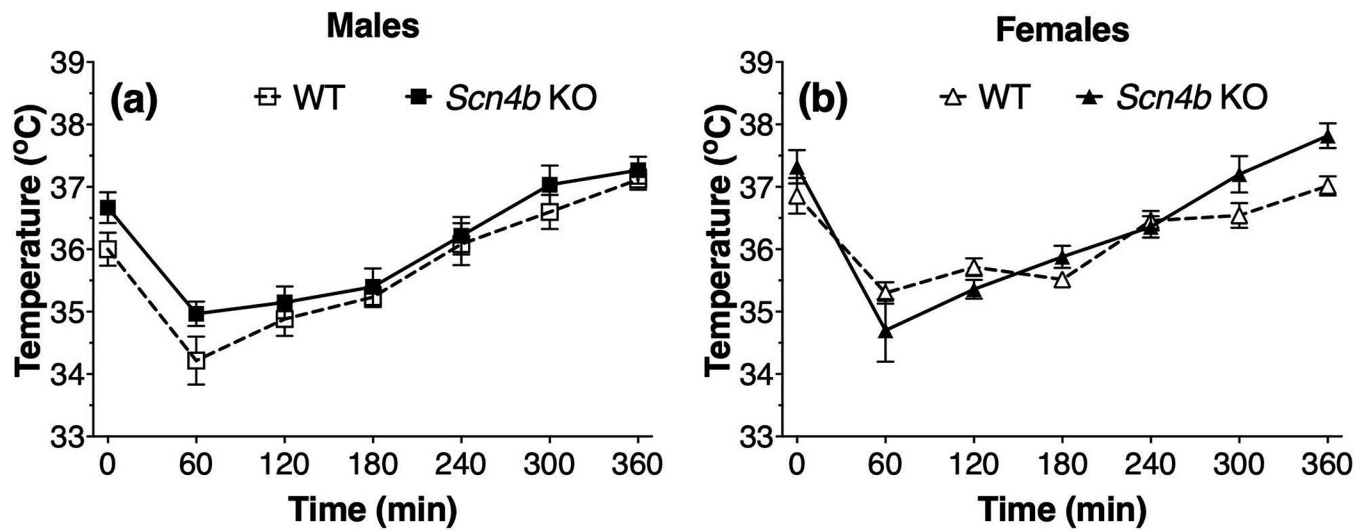 Males
(a) WT Scn4b KO
Temperature (ºC)
39
38
37
36
35
34
33
0 60 120 180 240 300 360
Time (min)
Females
(b) WT Scn4b KO
Temperature (ºC)
39
38
37
36
35
34
33
0 60 120 180 240 300 360
Time (min)